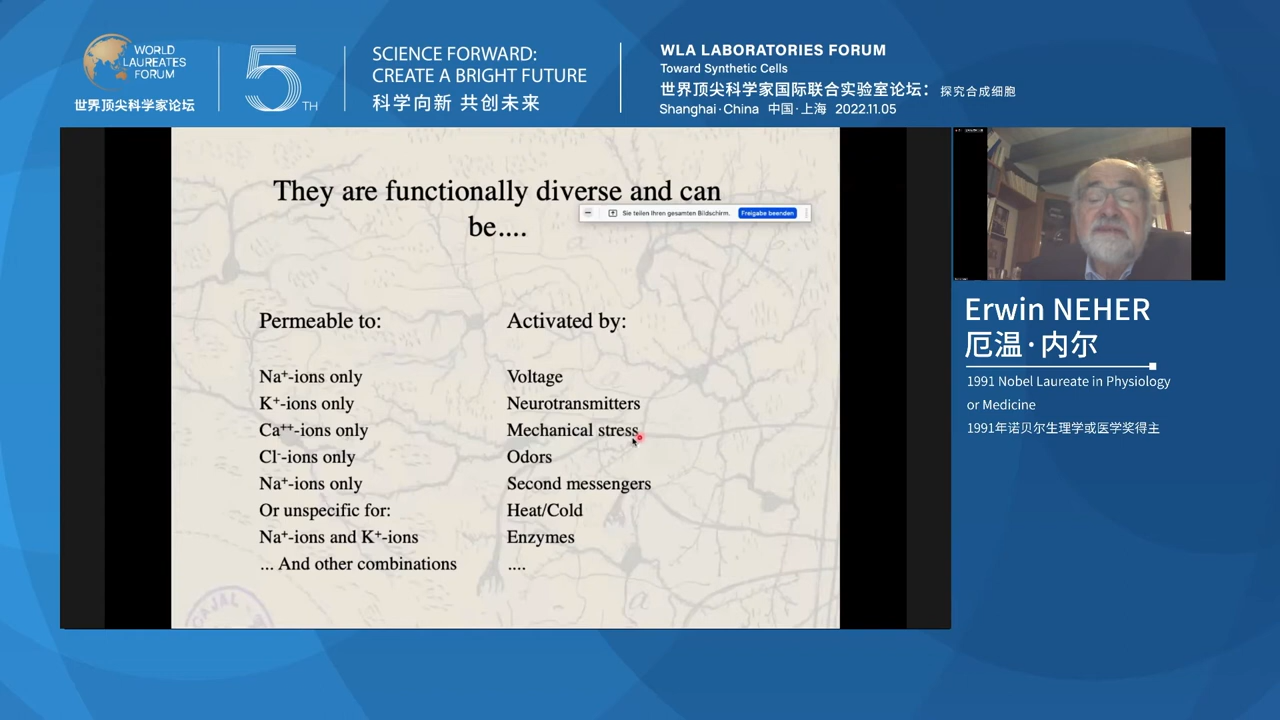 WORLD
LAUREATES
FORUM
世界顶尖科学家论坛
5TH
SCIENCE FORWARD:
CREATE A BRIGHT FUTURE
科学向新 共创未来
WLA LABORATORIES FORUM
Toward Synthetic Cells
世界顶尖科学家国际联合实验室论坛：探究合成细胞
Shanghai·China 中国·上海 2022.11.05
They are functionally diverse and can
be....
Sie teilen Ihren gesamten Bildschirm. Freigabe beenden
Permeable to:
Na⁺-ions only
K⁺-ions only
Ca⁺⁺-ions only
Cl⁻-ions only
Na⁺-ions only
Or unspecific for:
Na⁺-ions and K⁺-ions
... And other combinations
Activated by:
Voltage
Neurotransmitters
Mechanical stress
Odors
Second messengers
Heat/Cold
Enzymes
....
a
CAJAL
Erwin NEHER
厄温·内尔
1991 Nobel Laureate in Physiology
or Medicine
1991年诺贝尔生理学或医学奖得主